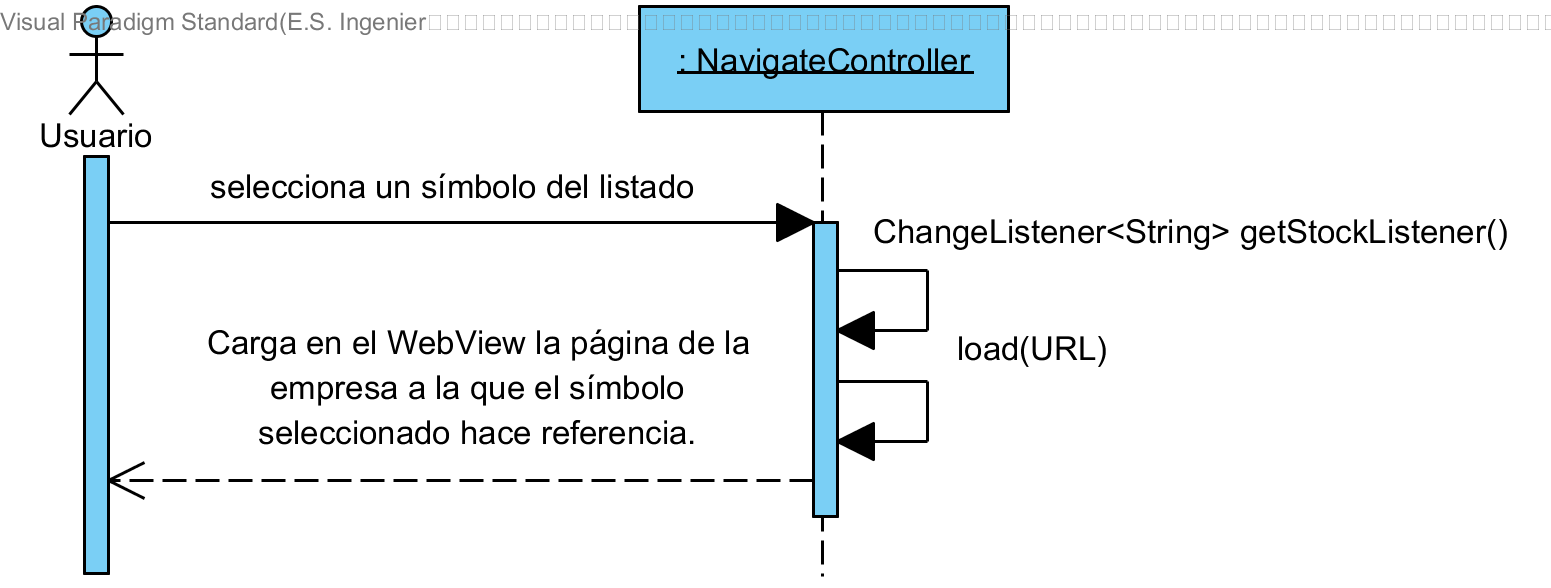 Visual Paradigm Standard(E.S. Ingenier
: NavigateController
Usuario
selecciona un símbolo del listado
ChangeListener<String> getStockListener()
Carga en el WebView la página de la
empresa a la que el símbolo
seleccionado hace referencia.
load(URL)